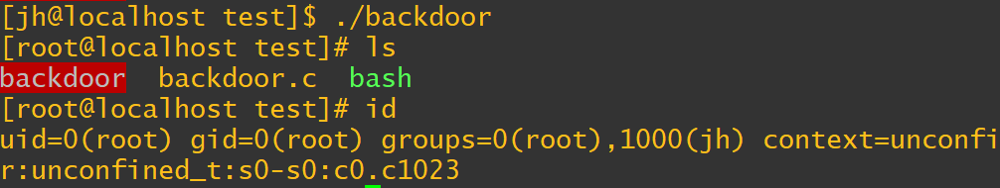 [jh@localhost test]$ ./backdoor
[root@localhost test]# ls
backdoor  backdoor.c  bash
[root@localhost test]# id
uid=0(root) gid=0(root) groups=0(root),1000(jh) context=unconfi
r:unconfined_t:s0-s0:c0.c1023